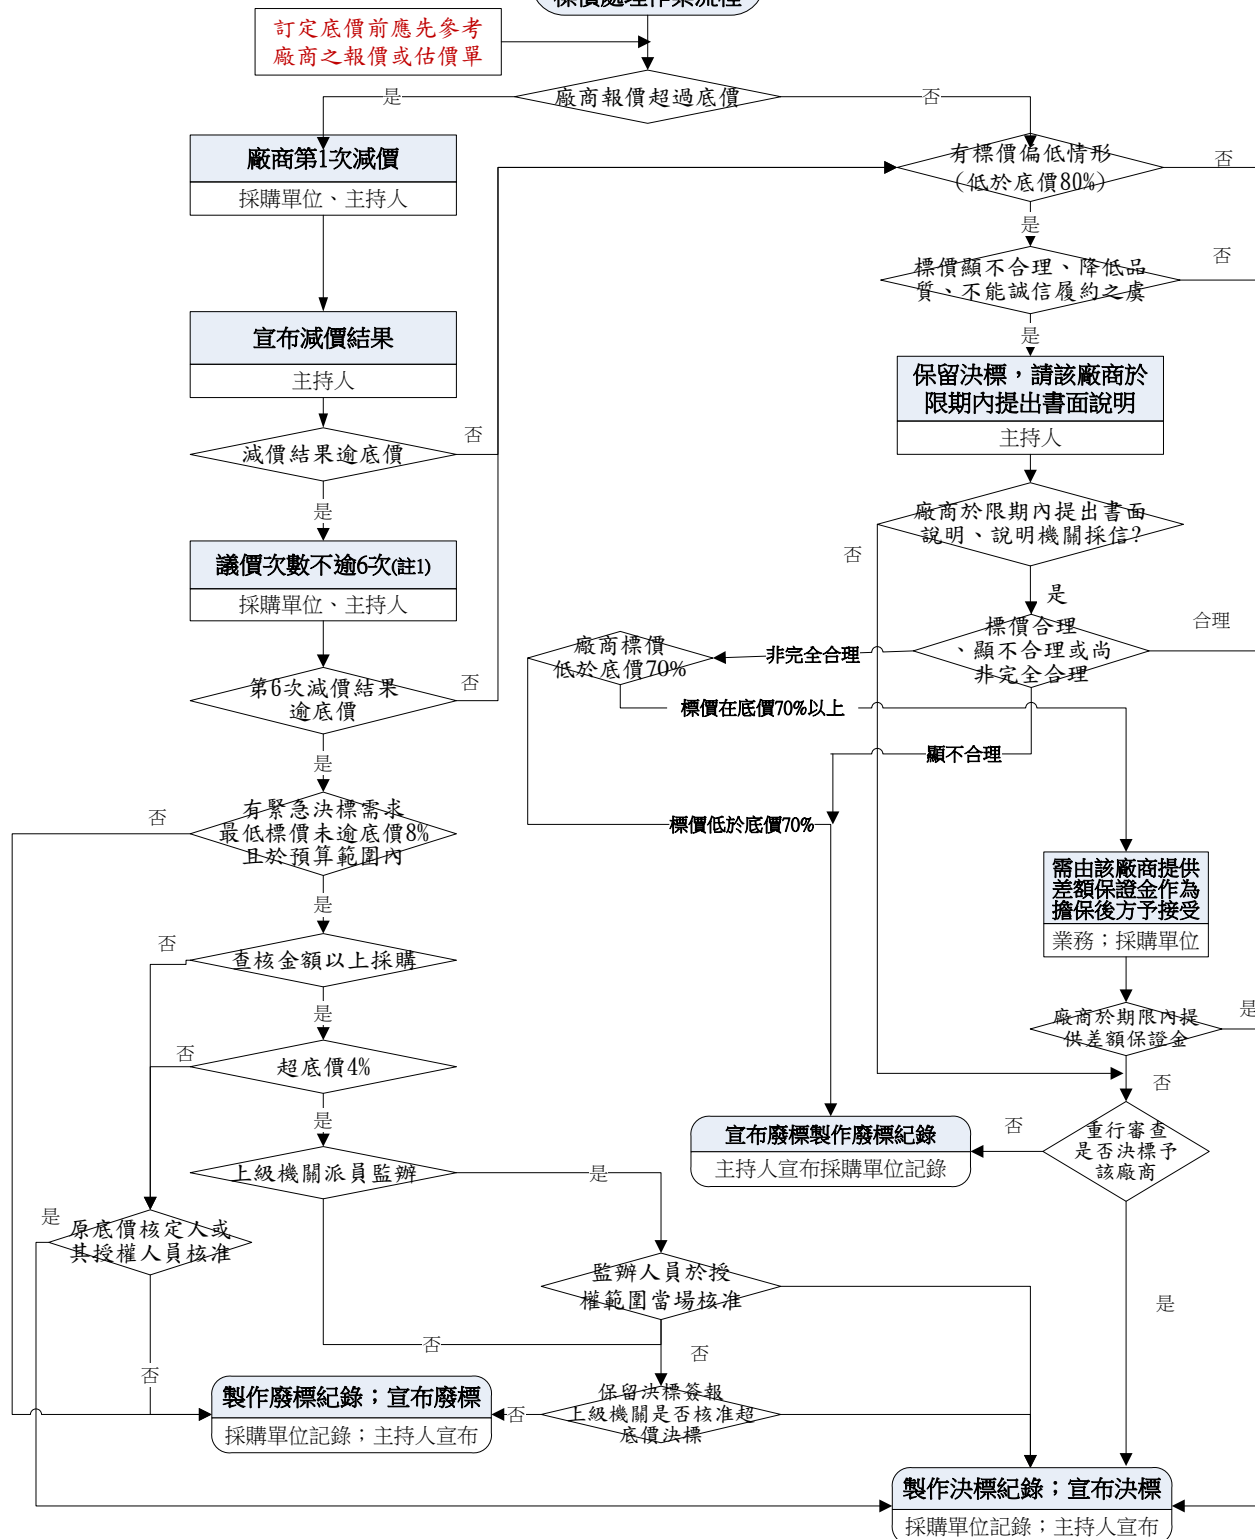 標價處理作業流程
訂定底價前應先參考
廠商之報價或估價單
廠商報價超過底價
是
否
廠商第1次減價
採購單位、主持人
有標價偏低情形
（低於底價80%）
否
是
標價顯不合理、降低品
質、不能誠信履約之虞
否
是
宣布減價結果
主持人
保留決標，請該廠商於
限期內提出書面說明
主持人
減價結果逾底價
否
是
廠商於限期內提出書面
說明、說明機關採信?
否
是
議價次數不逾6次(註1)
採購單位、主持人
標價合理
、顯不合理或尚
非完全合理
合理
非完全合理
廠商標價
低於底價70%
標價在底價70%以上
顯不合理
標價低於底價70%
第6次減價結果
逾底價
否
是
有緊急決標需求
最低標價未逾底價8%
且於預算範圍內
否
是
需由該廠商提供
差額保證金作為
擔保後方予接受
業務；採購單位
查核金額以上採購
否
是
廠商於期限內提
供差額保證金
是
否
超底價4%
否
是
重行審查
是否決標予
該廠商
否
是
宣布廢標製作廢標紀錄
主持人宣布採購單位記錄
上級機關派員監辦
是
否
原底價核定人或
其授權人員核准
是
否
監辦人員於授
權範圍當場核准
否
保留決標簽報
上級機關是否核准超
底價決標
否
製作廢標紀錄；宣布廢標
採購單位記錄；主持人宣布
製作決標紀錄；宣布決標
採購單位記錄；主持人宣布